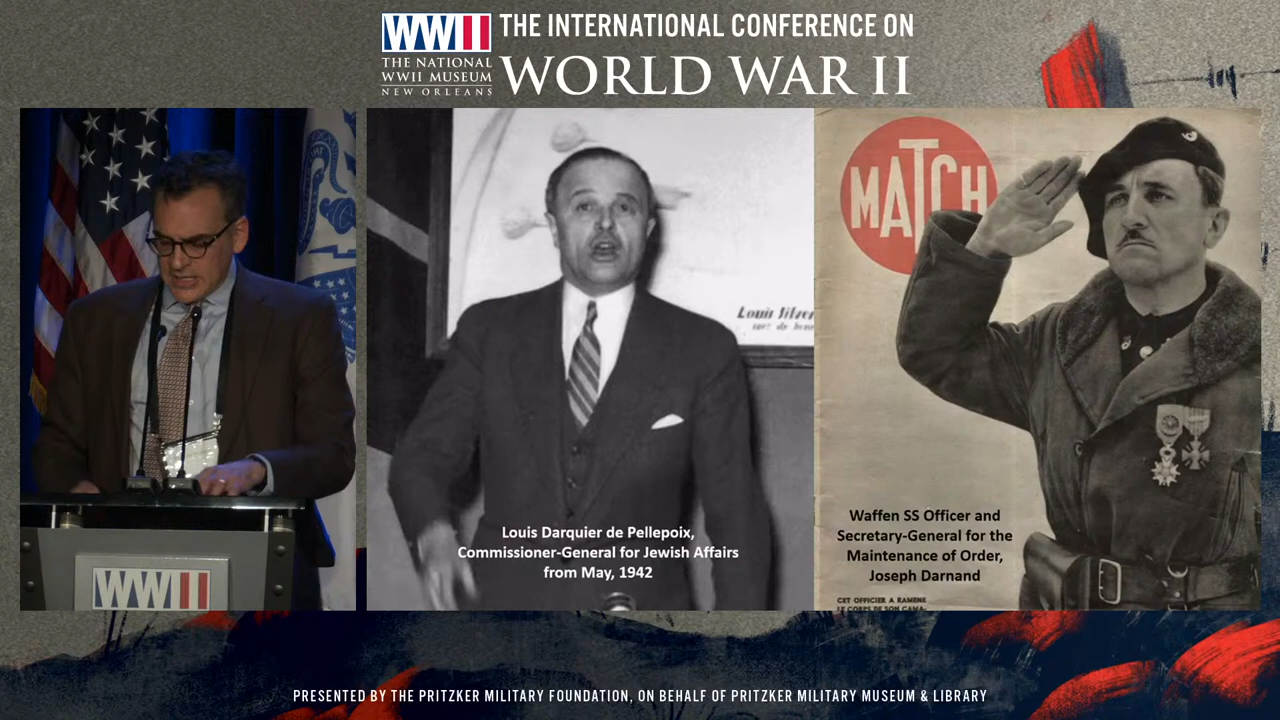 WWII
THE NATIONAL
WWII MUSEUM
NEW ORLEANS
THE INTERNATIONAL CONFERENCE ON
WORLD WAR II
MATCH
Louis Silver
Louis Darquier de Pellepoix,
Commissioner-General for Jewish Affairs
from May, 1942
Waffen SS Officer and
Secretary-General for the
Maintenance of Order,
Joseph Darnand
CET OFFICIER A RAMENE
LE CORPS DE SON CAMA-
WWII
PRESENTED BY THE PRITZKER MILITARY FOUNDATION, ON BEHALF OF PRITZKER MILITARY MUSEUM & LIBRARY